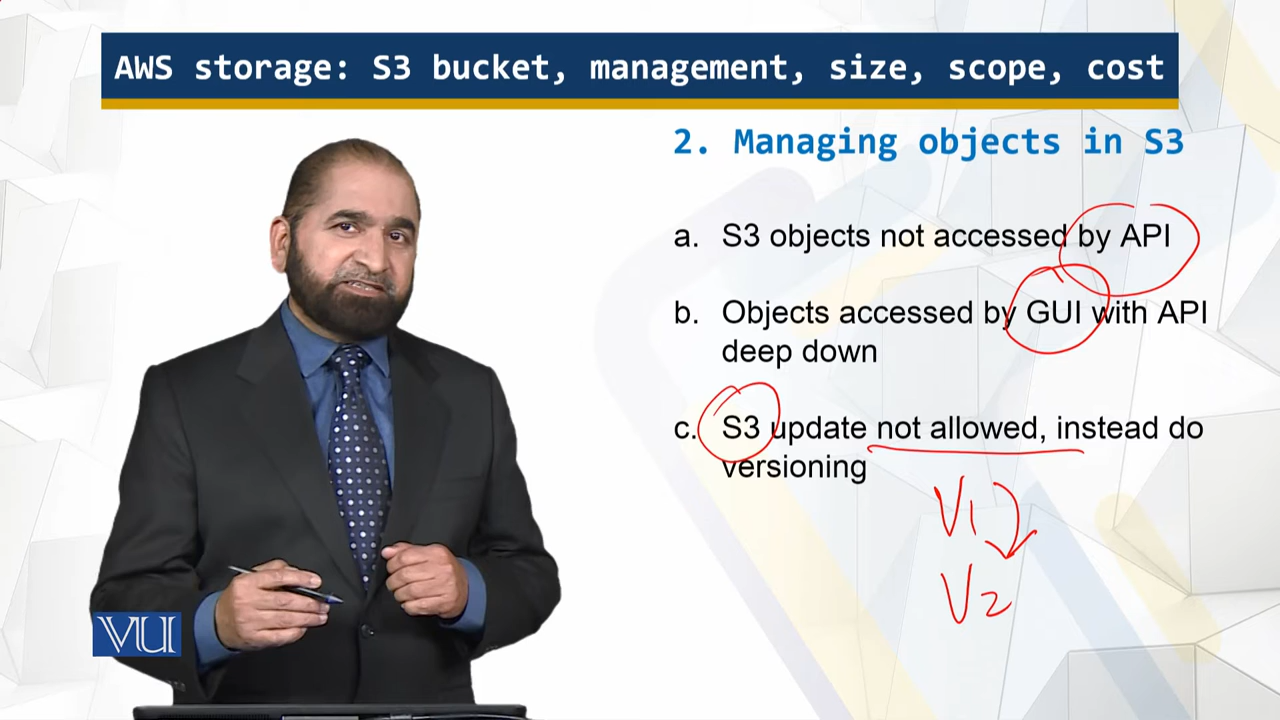 AWS storage: S3 bucket, management, size, scope, cost
2. Managing objects in S3
a. S3 objects not accessed by API
b. Objects accessed by GUI with API
deep down
c. S3 update not allowed, instead do
versioning
V1
V2
VU